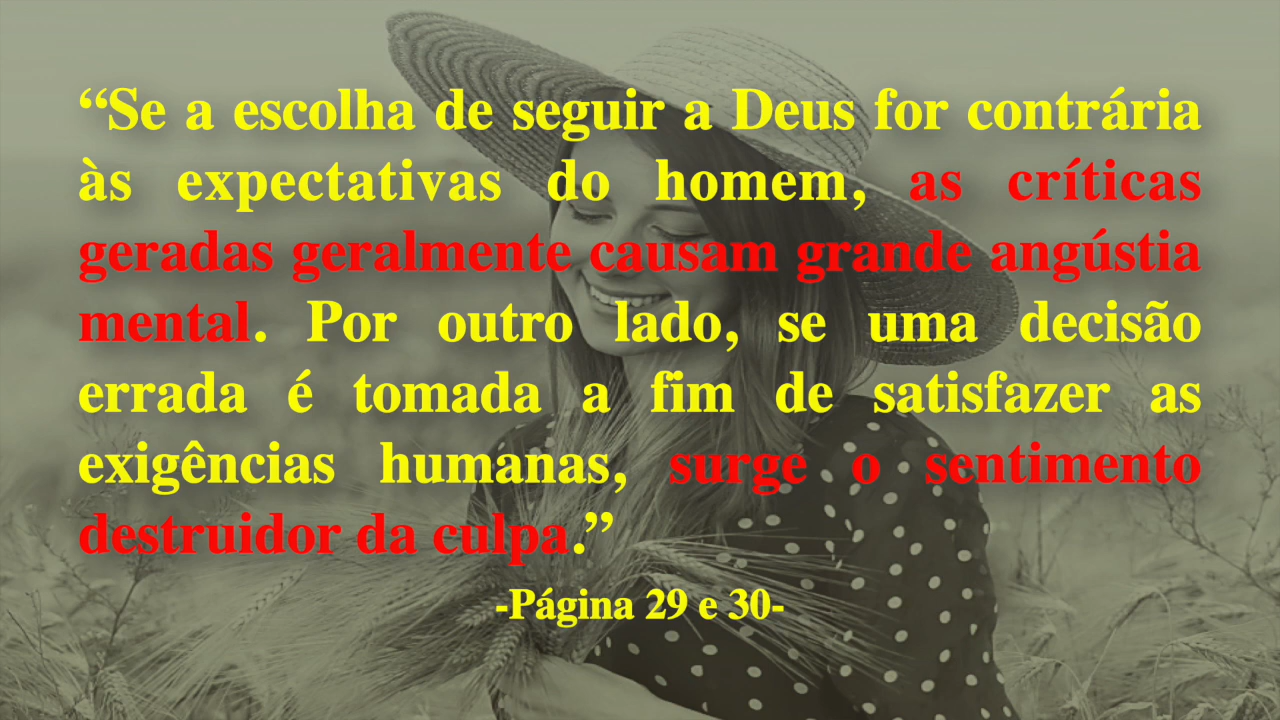 “Se a escolha de seguir a Deus for contrária
às expectativas do homem, as críticas
geradas geralmente causam grande angústia
mental. Por outro lado, se uma decisão
errada é tomada a fim de satisfazer as
exigências humanas, surge o sentimento
destruidor da culpa.”
-Página 29 e 30-